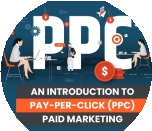 PPC
$
AN INTRODUCTION TO
PAY-PER-CLICK (PPC)
PAID MARKETING